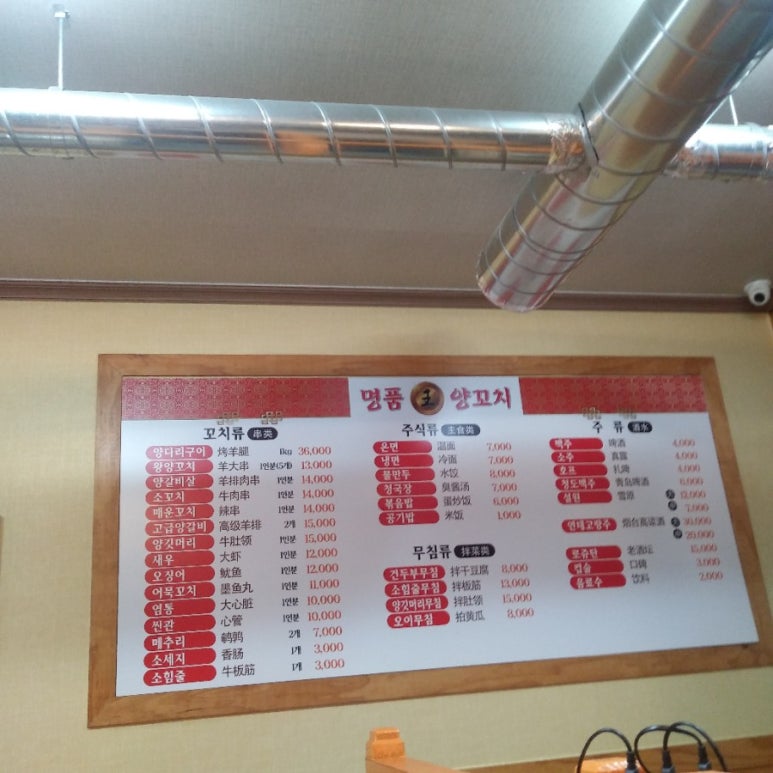 명품 王 양꼬치
꼬치류 串类
양다리구이 烤羊腿 1kg 36,000
왕양꼬치 羊大串 1인분(5개) 13,000
양갈비살 羊排肉串 1인분 14,000
소꼬치 牛肉串 1인분 14,000
매운꼬치 辣串 1인분 14,000
고급양갈비 高级羊排 2개 15,000
양깃머리 牛肚领 1인분 15,000
새우 大虾 1인분 12,000
오징어 鱿鱼 1인분 12,000
어묵꼬치 墨鱼丸 1인분 11,000
염통 大心脏 1인분 10,000
찐관 心管 1인분 10,000
메추리 鹌鹑 2개 7,000
소세지 香肠 1개 3,000
소힘줄 牛板筋 1개 3,000
주식류 主食类
온면 温面 7,000
냉면 冷面 7,000
물만두 水饺 8,000
청국장 臭酱汤 7,000
볶음밥 蛋炒饭 6,000
공기밥 米饭 1,000
무침류 拌菜类
건두부무침 拌干豆腐 8,000
소힘줄무침 拌板筋 13,000
양깃머리무침 拌肚领 15,000
오이무침 拍黄瓜 8,000
주 류 酒水
맥주 啤酒 4,000
소주 真露 4,000
호프 扎啤 4,000
청도맥주 青岛啤酒 8,000
설원 雪原 大 12,000
小 7,000
연태고량주 烟台高粱酒 大 30,000
小 20,000
로쥬탄 老酒坛 15,000
컵술 口碑 3,000
음료수 饮料 2,000